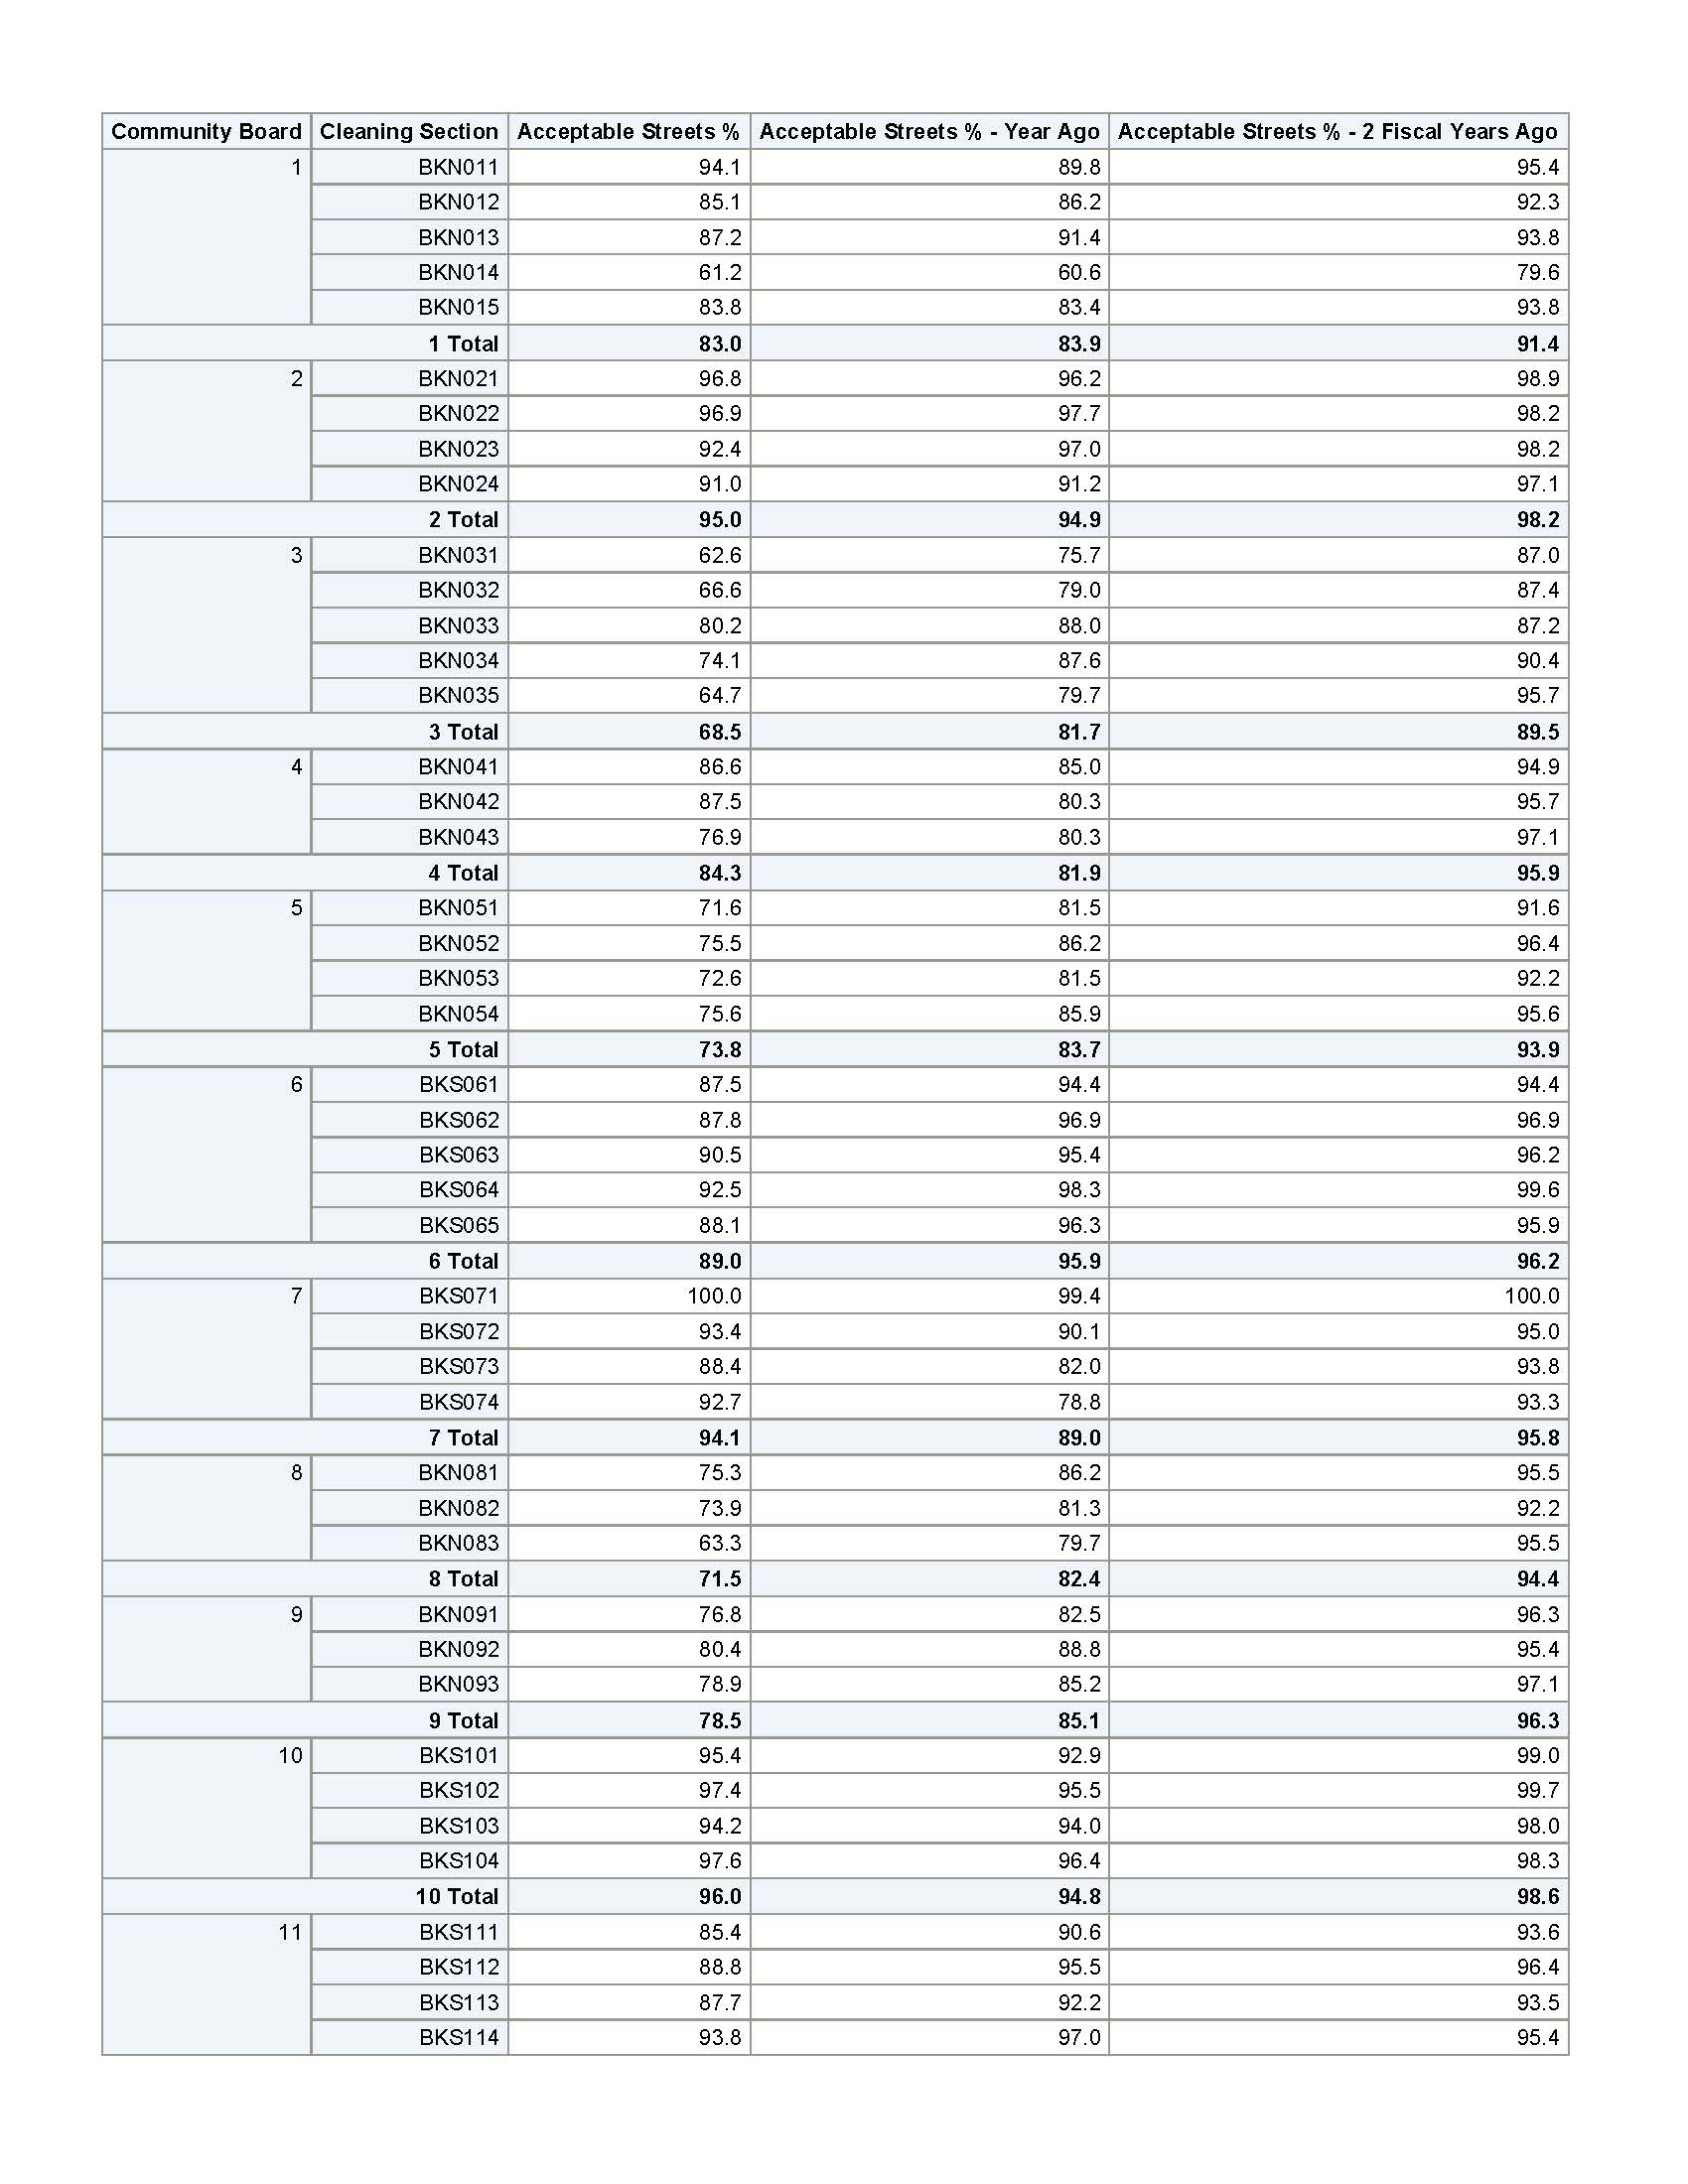 Community Board Cleaning Section Acceptable Streets % Acceptable Streets % - Year Ago Acceptable Streets % - 2 Fiscal Years Ago
1 BKN011 94.1 89.8 95.4
BKN012 85.1 86.2 92.3
BKN013 87.2 91.4 93.8
BKN014 61.2 60.6 79.6
BKN015 83.8 83.4 93.8
1 Total 83.0 83.9 91.4
2 BKN021 96.8 96.2 98.9
BKN022 96.9 97.7 98.2
BKN023 92.4 97.0 98.2
BKN024 91.0 91.2 97.1
2 Total 95.0 94.9 98.2
3 BKN031 62.6 75.7 87.0
BKN032 66.6 79.0 87.4
BKN033 80.2 88.0 87.2
BKN034 74.1 87.6 90.4
BKN035 64.7 79.7 95.7
3 Total 68.5 81.7 89.5
4 BKN041 86.6 85.0 94.9
BKN042 87.5 80.3 95.7
BKN043 76.9 80.3 97.1
4 Total 84.3 81.9 95.9
5 BKN051 71.6 81.5 91.6
BKN052 75.5 86.2 96.4
BKN053 72.6 81.5 92.2
BKN054 75.6 85.9 95.6
5 Total 73.8 83.7 93.9
6 BKS061 87.5 94.4 94.4
BKS062 87.8 96.9 96.9
BKS063 90.5 95.4 96.2
BKS064 92.5 98.3 99.6
BKS065 88.1 96.3 95.9
6 Total 89.0 95.9 96.2
7 BKS071 100.0 99.4 100.0
BKS072 93.4 90.1 95.0
BKS073 88.4 82.0 93.8
BKS074 92.7 78.8 93.3
7 Total 94.1 89.0 95.8
8 BKN081 75.3 86.2 95.5
BKN082 73.9 81.3 92.2
BKN083 63.3 79.7 95.5
8 Total 71.5 82.4 94.4
9 BKN091 76.8 82.5 96.3
BKN092 80.4 88.8 95.4
BKN093 78.9 85.2 97.1
9 Total 78.5 85.1 96.3
10 BKS101 95.4 92.9 99.0
BKS102 97.4 95.5 99.7
BKS103 94.2 94.0 98.0
BKS104 97.6 96.4 98.3
10 Total 96.0 94.8 98.6
11 BKS111 85.4 90.6 93.6
BKS112 88.8 95.5 96.4
BKS113 87.7 92.2 93.5
BKS114 93.8 97.0 95.4